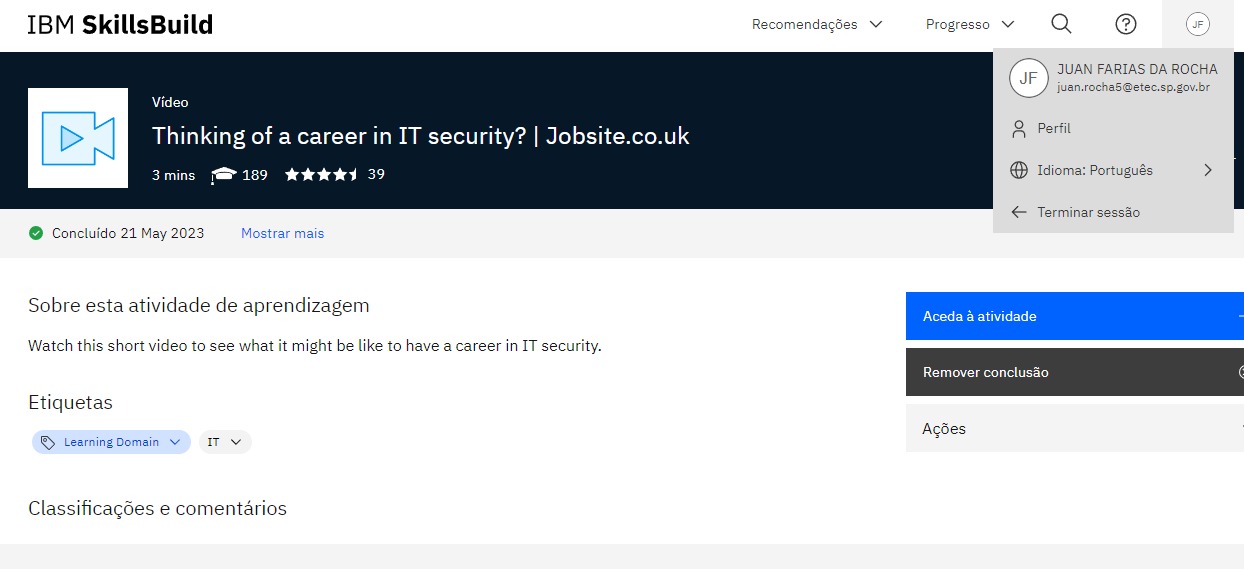 IBM SkillsBuild
Recomendações
Progresso
JF
JF
JUAN FARIAS DA ROCHA
juan.rocha5@etec.sp.gov.br
Perfil
Idioma: Português
Terminar sessão
Vídeo
Thinking of a career in IT security? | Jobsite.co.uk
3 mins 189 39
Concluído 21 May 2023 Mostrar mais
Sobre esta atividade de aprendizagem
Watch this short video to see what it might be like to have a career in IT security.
Etiquetas
Learning Domain IT
Classificações e comentários
Aceda à atividade
Remover conclusão
Ações